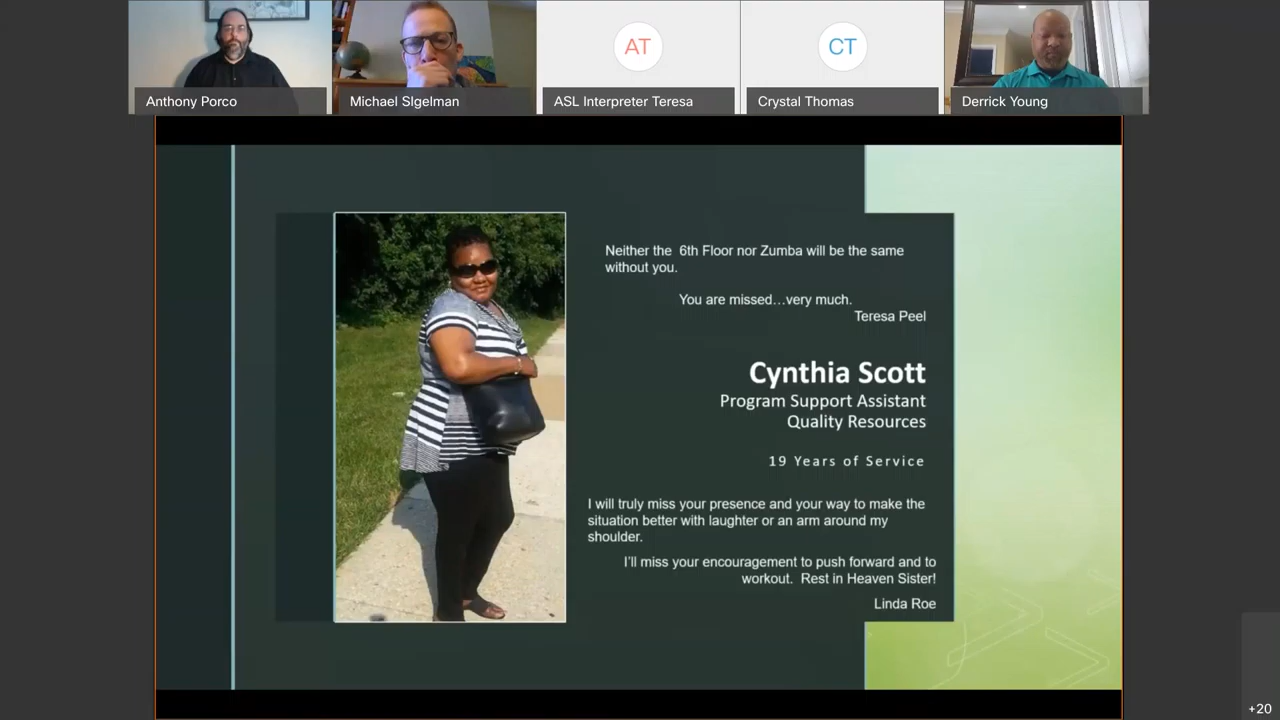 Anthony Porco
Michael SIgelman
AT
ASL Interpreter Teresa
CT
Crystal Thomas
Derrick Young
Neither the 6th Floor nor Zumba will be the same
without you.
You are missed...very much.
Teresa Peel
Cynthia Scott
Program Support Assistant
Quality Resources
19 Years of Service
I will truly miss your presence and your way to make the
situation better with laughter or an arm around my
shoulder.
I'll miss your encouragement to push forward and to
workout. Rest in Heaven Sister!
Linda Roe
+20